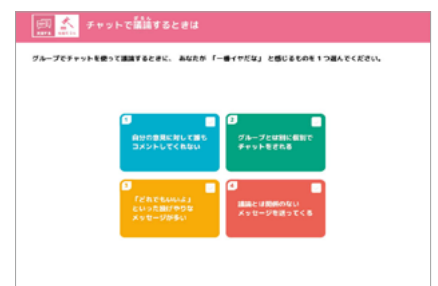 チャットで議論するときは
グループでチャットを使って議論するときに、 あなたが 「一番イヤだな」 と感じるものを1つ選んでください。
1
自分の意見に対して誰も
コメントしてくれない
2
グループとは別に個別で
チャットをされる
3
「どれでもいいよ」
といった投げやりな
メッセージが多い
4
議論とは関係のない
メッセージを送ってくる